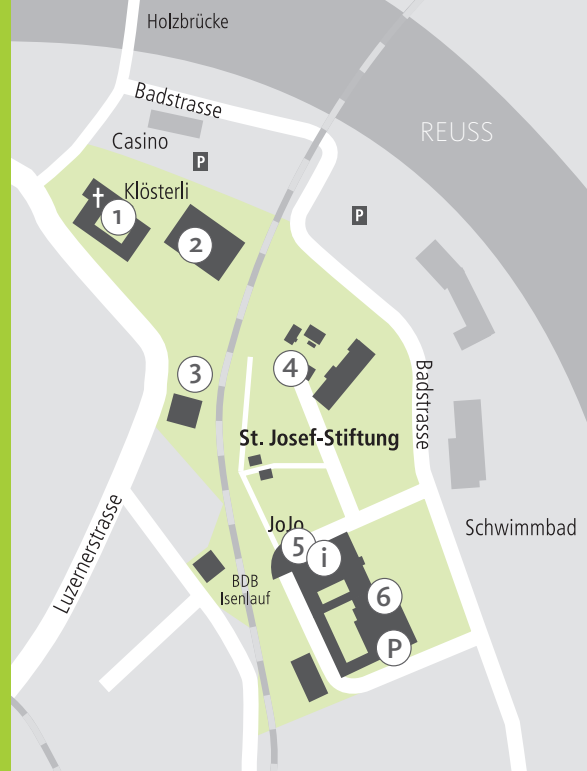 Holzbrücke
Badstrasse
REUSS
Casino
P
Klösterli
1
P
2
3
4
Badstrasse
St. Josef-Stiftung
Luzernerstrasse
JoJo
Schwimmbad
5
i
BDB
Isenlauf
6
P